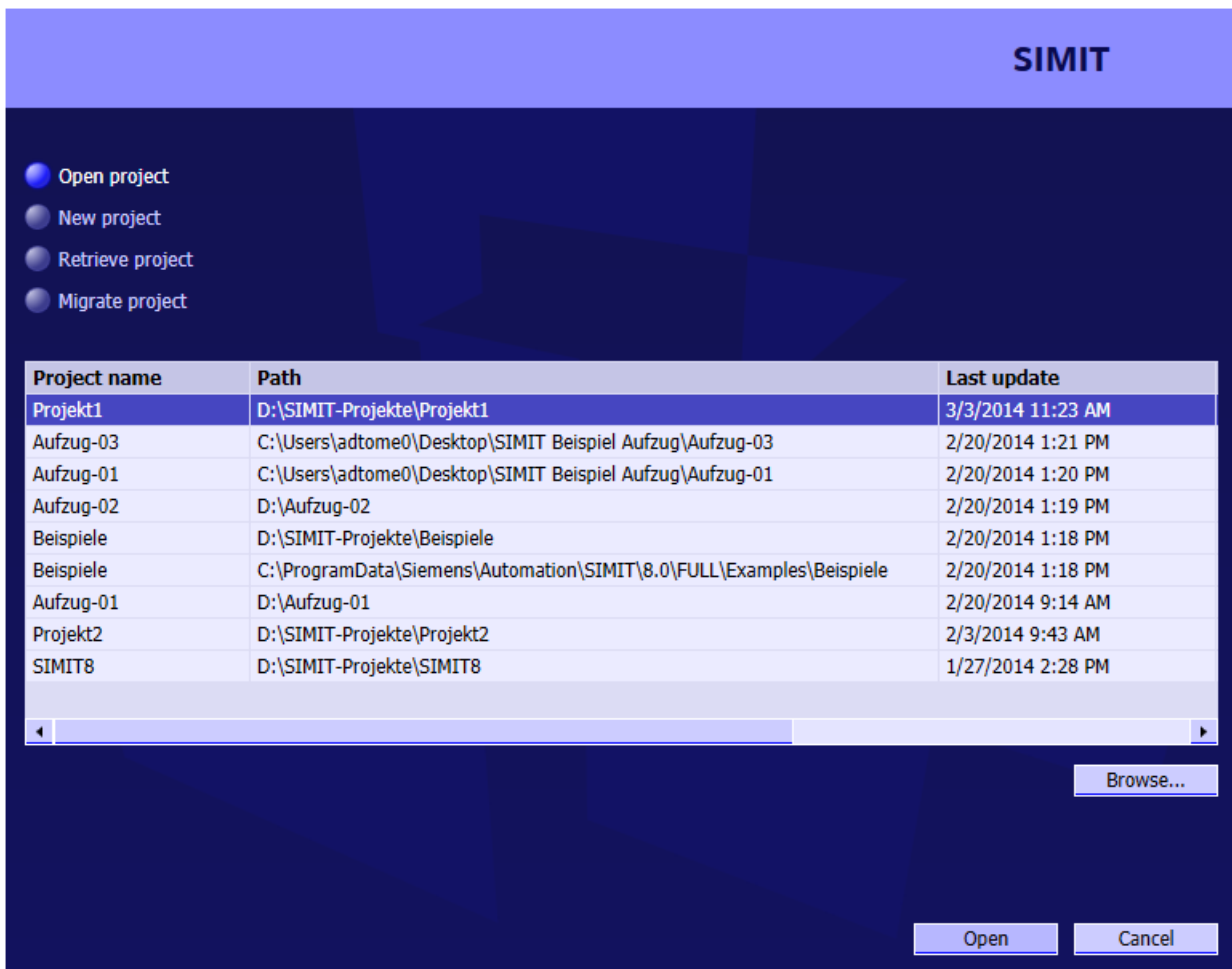 SIMIT
Open project
New project
Retrieve project
Migrate project
Project name Path Last update
Projekt1 D:\SIMIT-Projekte\Projekt1 3/3/2014 11:23 AM
Aufzug-03 C:\Users\adtome0\Desktop\SIMIT Beispiel Aufzug\Aufzug-03 2/20/2014 1:21 PM
Aufzug-01 C:\Users\adtome0\Desktop\SIMIT Beispiel Aufzug\Aufzug-01 2/20/2014 1:20 PM
Aufzug-02 D:\Aufzug-02 2/20/2014 1:19 PM
Beispiele D:\SIMIT-Projekte\Beispiele 2/20/2014 1:18 PM
Beispiele C:\ProgramData\Siemens\Automation\SIMIT\8.0\FULL\Examples\Beispiele 2/20/2014 1:18 PM
Aufzug-01 D:\Aufzug-01 2/20/2014 9:14 AM
Projekt2 D:\SIMIT-Projekte\Projekt2 2/3/2014 9:43 AM
SIMIT8 D:\SIMIT-Projekte\SIMIT8 1/27/2014 2:28 PM
Browse...
Open Cancel